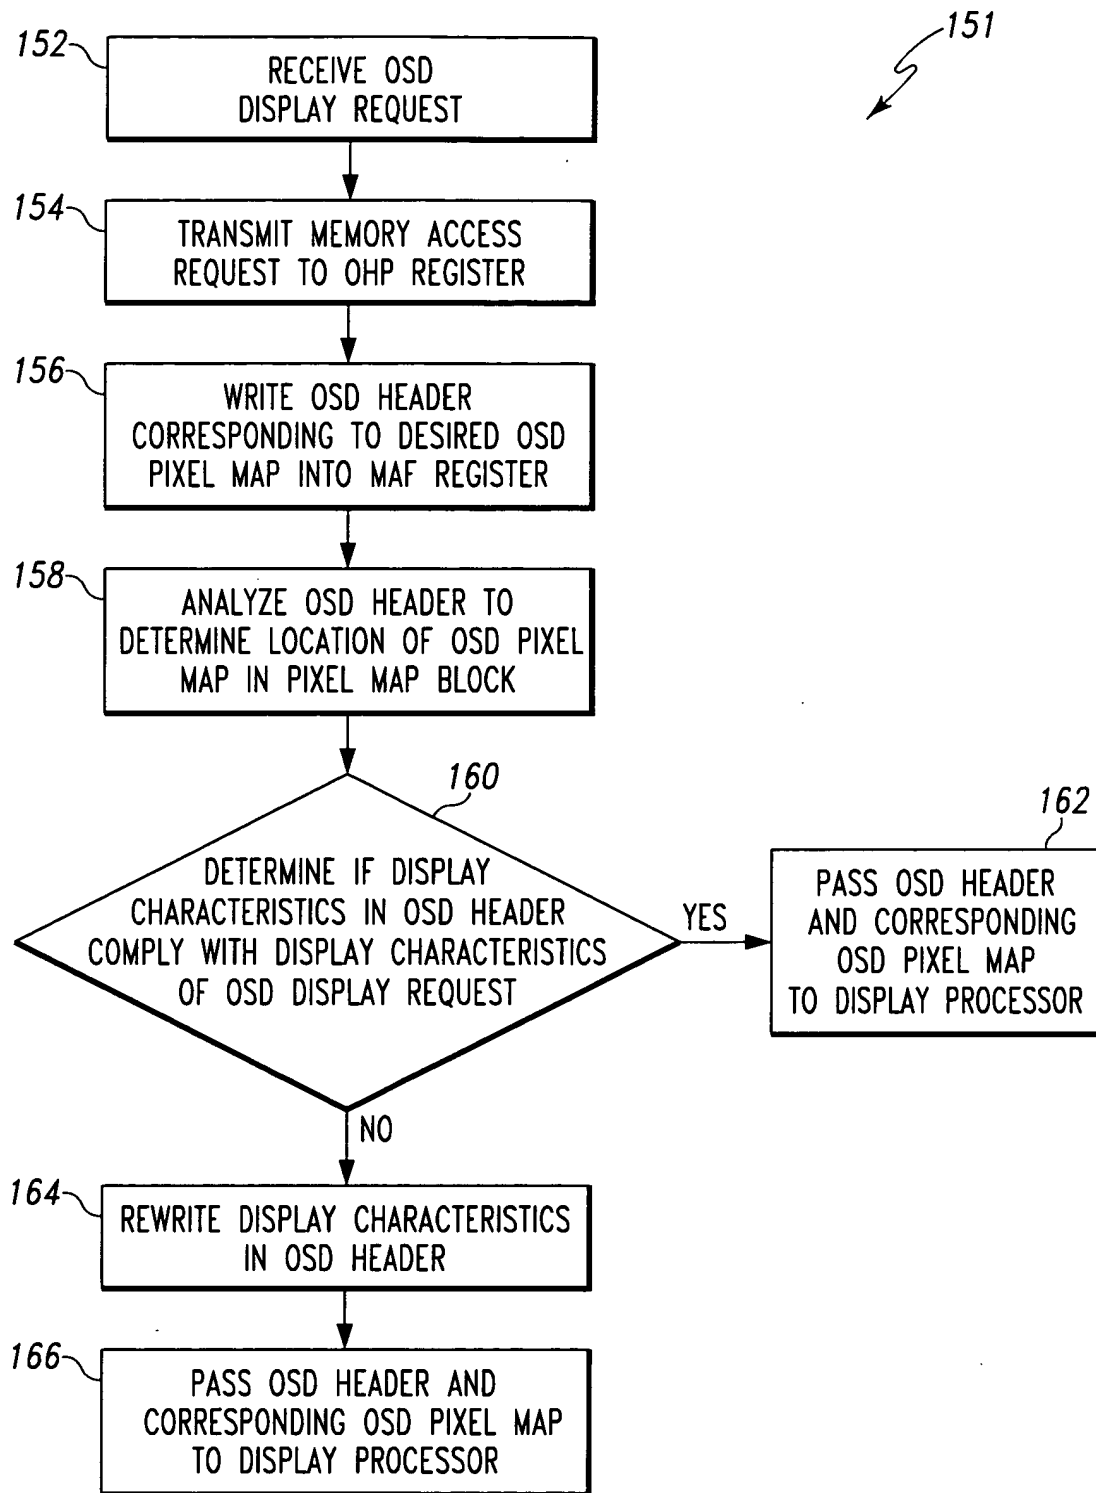 151
152
RECEIVE OSD
DISPLAY REQUEST
154
TRANSMIT MEMORY ACCESS
REQUEST TO OHP REGISTER
156
WRITE OSD HEADER
CORRESPONDING TO DESIRED OSD
PIXEL MAP INTO MAF REGISTER
158
ANALYZE OSD HEADER TO
DETERMINE LOCATION OF OSD PIXEL
MAP IN PIXEL MAP BLOCK
160
DETERMINE IF DISPLAY
CHARACTERISTICS IN OSD HEADER
COMPLY WITH DISPLAY CHARACTERISTICS
OF OSD DISPLAY REQUEST
YES
162
PASS OSD HEADER
AND CORRESPONDING
OSD PIXEL MAP
TO DISPLAY PROCESSOR
NO
164
REWRITE DISPLAY CHARACTERISTICS
IN OSD HEADER
166
PASS OSD HEADER AND
CORRESPONDING OSD PIXEL MAP
TO DISPLAY PROCESSOR